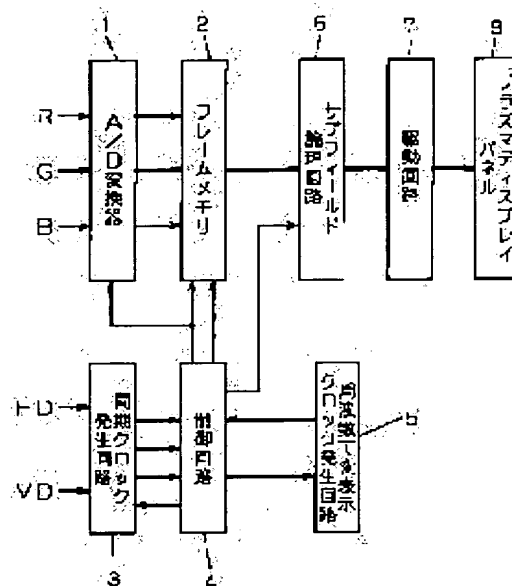 1
2
6
7
8
R
G
B
A/D変換器
フレームメモリ
サブフィールド
処理回路
駆動回路
プラズマディスプレイ
パネル
HD
VD
同期クロック
発生回路
制御回路
クロック発生回路
5
3
4